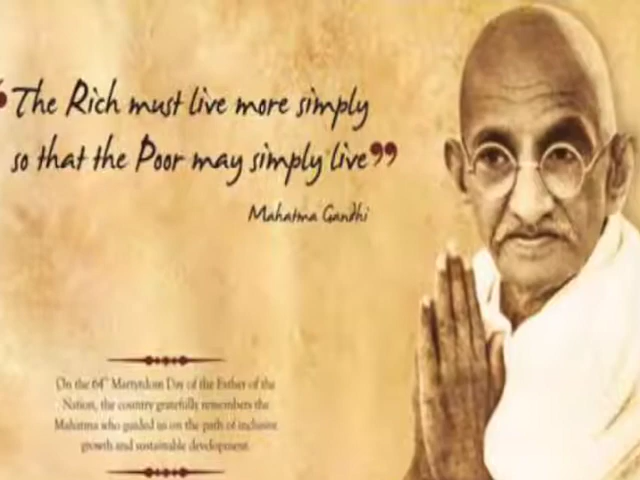 “The Rich must live more simply
so that the Poor may simply live”
Mahatma Gandhi
On the 64th Martyrdom Day of the Father of the
Nation, the country gratefully remembers the
Mahatma who guided us on the path of inclusive
growth and sustainable development.